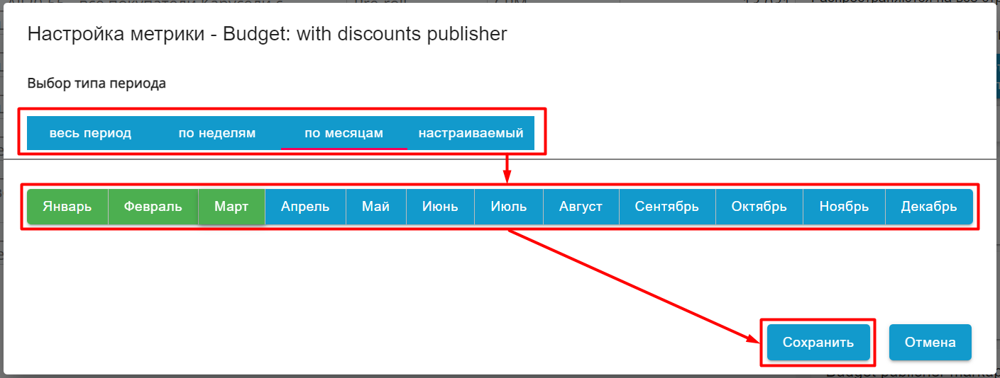 Настройка метрики - Budget: with discounts publisher
Выбор типа периода
весь период по неделям по месяцам настраиваемый
Январь Февраль Март Апрель Май Июнь Июль Август Сентябрь Октябрь Ноябрь Декабрь
Сохранить Отмена